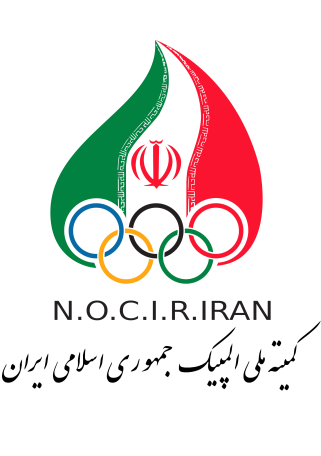 N.O.C.I.R.IRAN
کمیته ملی المپیک جمهوری اسلامی ایران